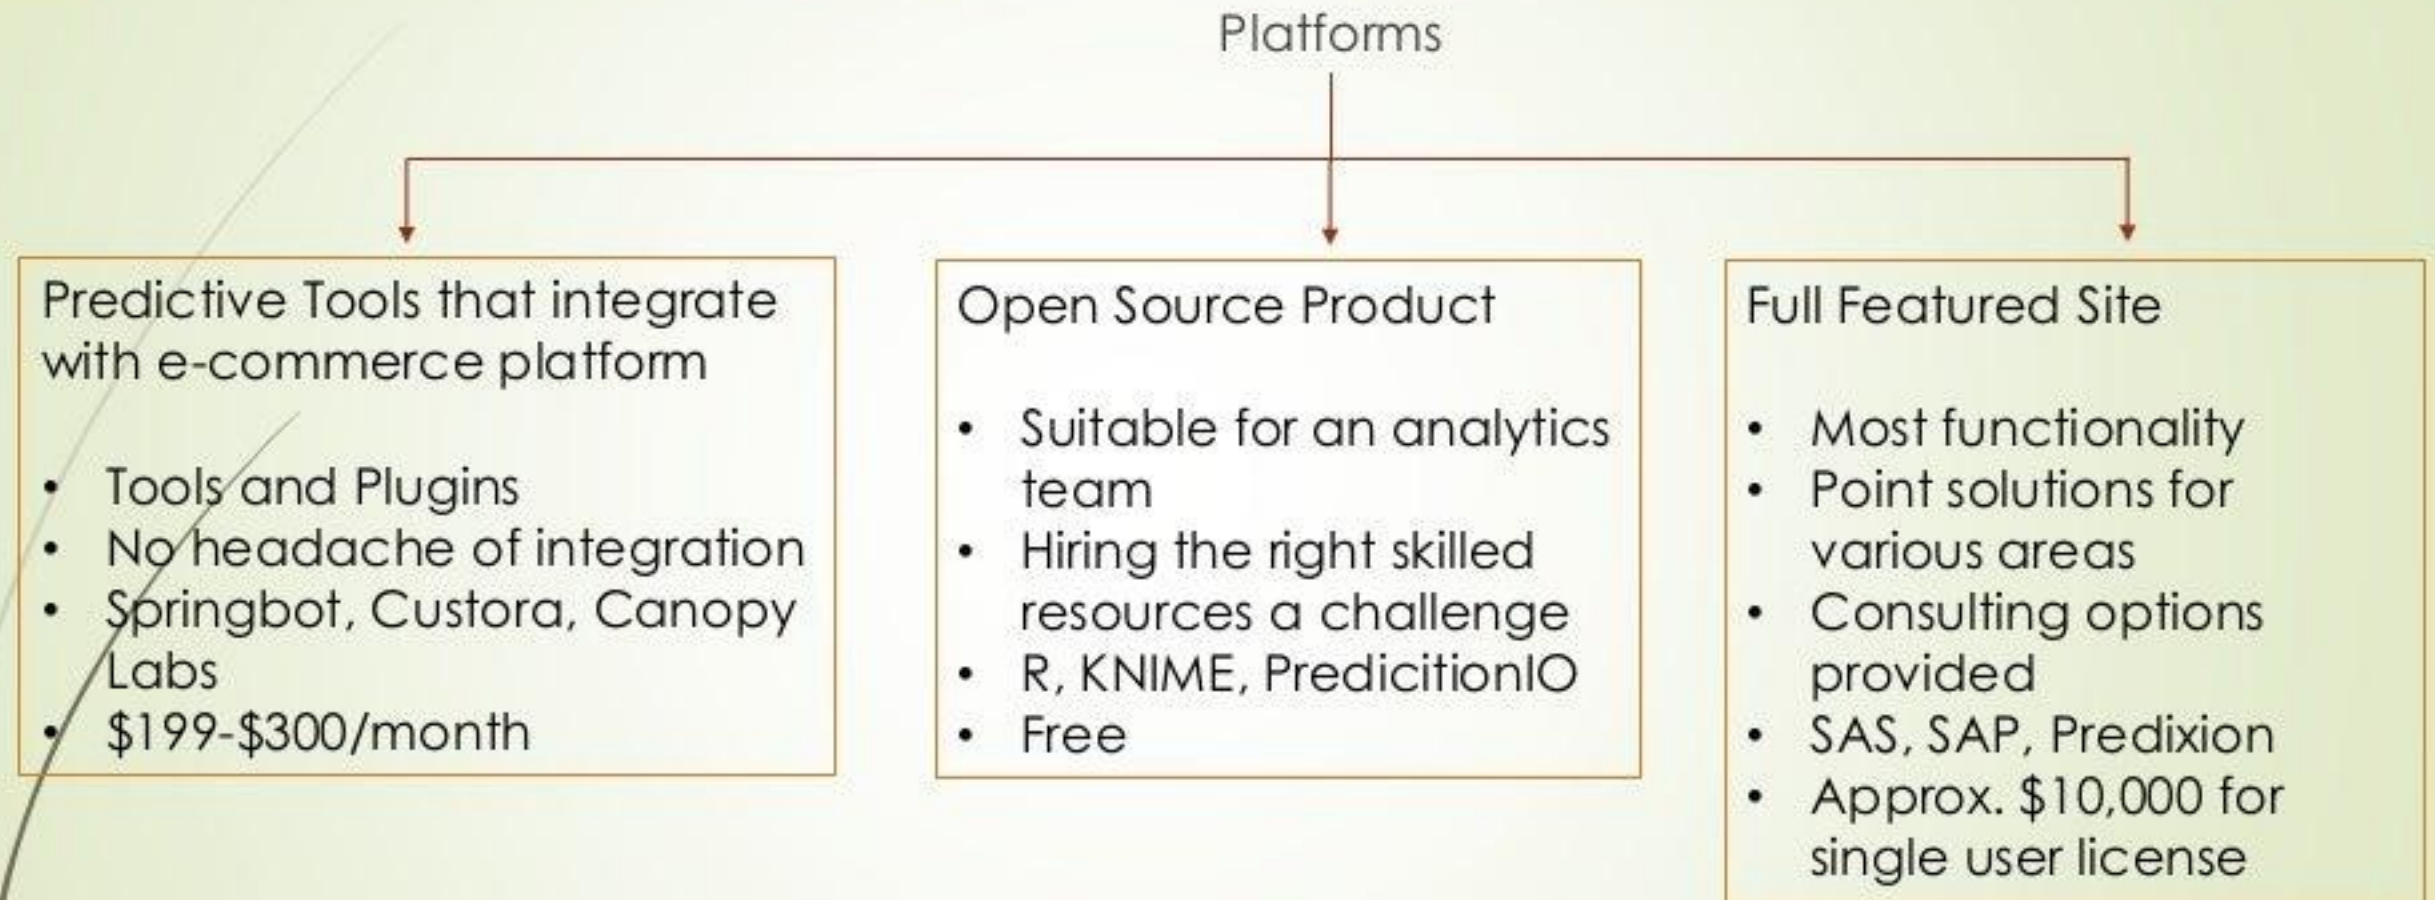 Platforms
Predictive Tools that integrate
with e-commerce platform
• Tools and Plugins
• No headache of integration
• Springbot, Custora, Canopy
Labs
• $199-$300/month
Open Source Product
• Suitable for an analytics
team
• Hiring the right skilled
resources a challenge
• R, KNIME, PredicitionIO
• Free
Full Featured Site
• Most functionality
• Point solutions for
various areas
• Consulting options
provided
• SAS, SAP, Predixion
• Approx. $10,000 for
single user license